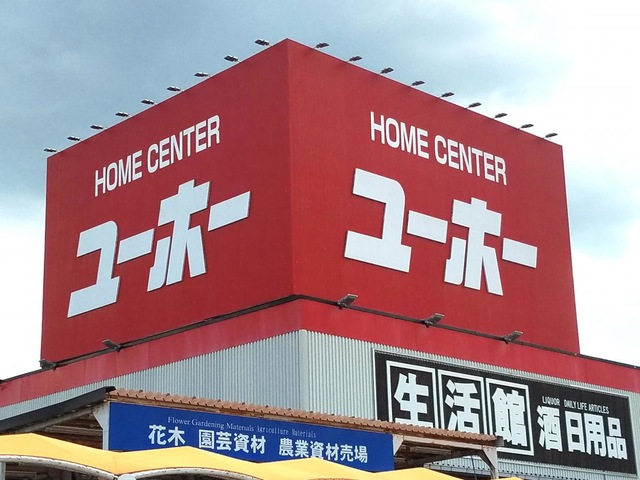 HOME CENTER
ユーホー
HOME CENTER
ユーホー
生活館
LIQUOR DAILY LIFE ARTICLES
酒日用品
Flower Gardening Materials Agriculture Materials
花木 園芸資材 農業資材売場